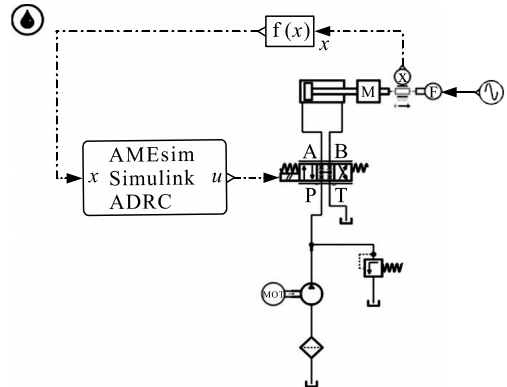 f(x)
x
X
M
F
AMEsim
x Simulink u
ADRC
A B
P T
MOT